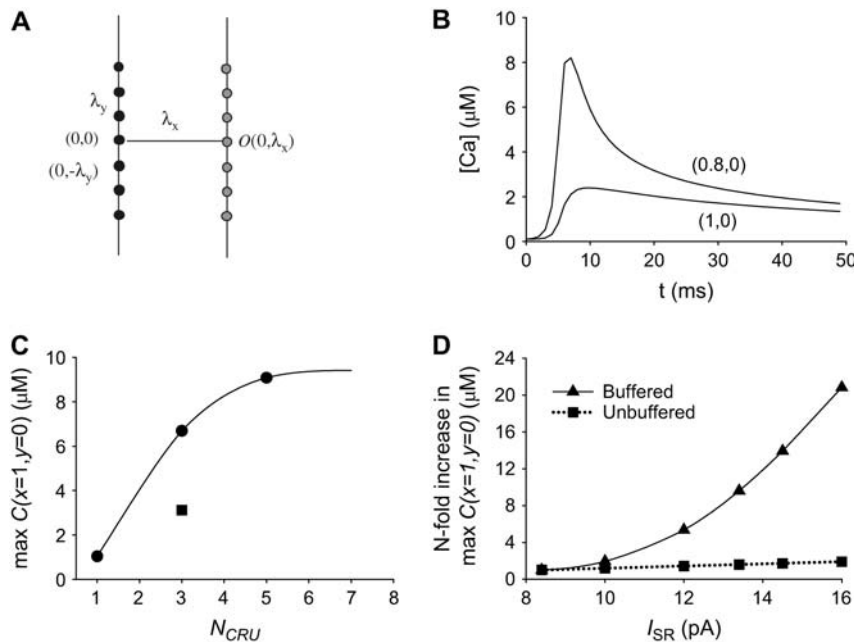 A
λy
λx
(0,0)
O(0,λx)
(0,-λy)
B
[Ca] (μM)
10
8
6
4
2
0
(0.8,0)
(1,0)
0 10 20 30 40 50
t (ms)
C
max C(x=1,y=0) (μM)
10
8
6
4
2
0
1 2 3 4 5 6 7 8
NCRU
D
N-fold increase in
max C(x=1,y=0) (μM)
24
20
16
12
8
4
0
Buffered
Unbuffered
8 10 12 14 16
ISR (pA)